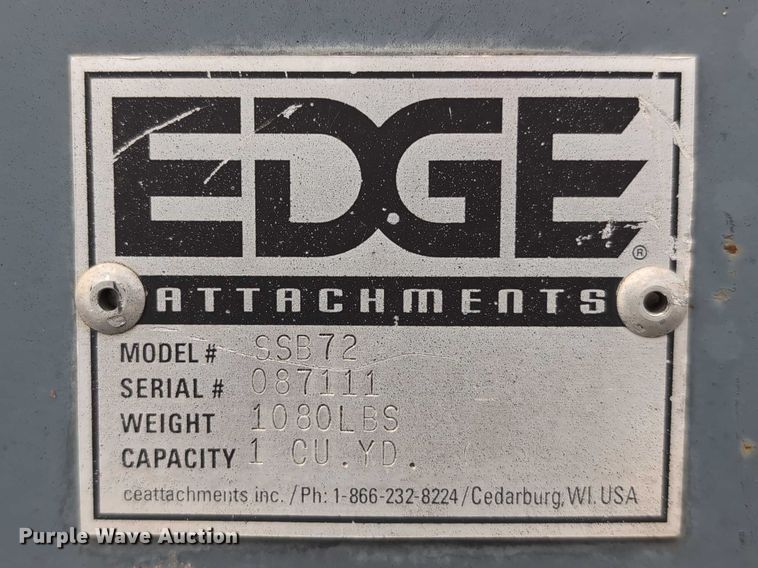 EDGE ®
ATTACHMENTS
MODEL # SSB72
SERIAL # 087111
WEIGHT 1080LBS
CAPACITY 1 CU.YD.
ceattachments, inc. / Ph: 1-866-232-8224 / Cedarburg, WI. USA
Purple Wave Auction